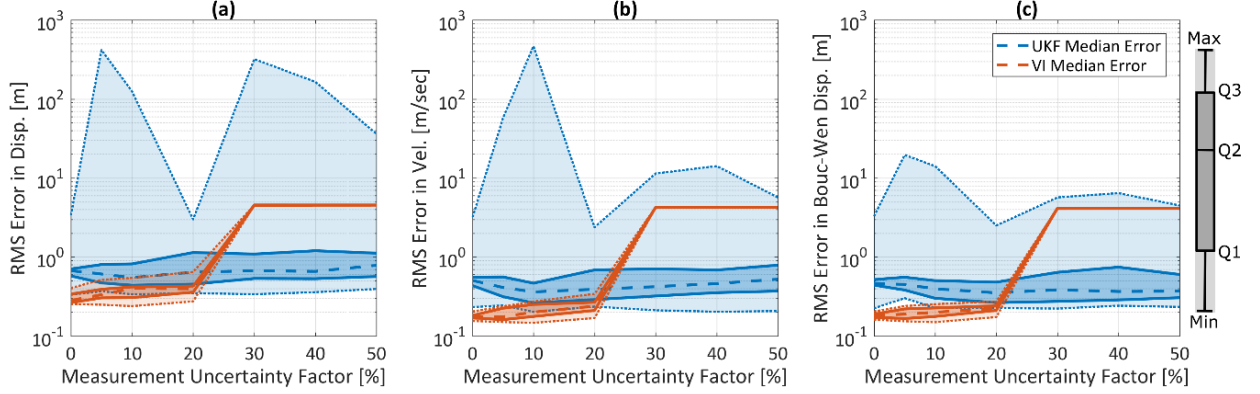 (a)
RMS Error in Disp. [m]
10³
10²
10¹
10⁰
10⁻¹
0 10 20 30 40 50
Measurement Uncertainty Factor [%]
(b)
RMS Error in Vel. [m/sec]
10³
10²
10¹
10⁰
10⁻¹
0 10 20 30 40 50
Measurement Uncertainty Factor [%]
(c)
RMS Error in Bouc-Wen Disp. [m]
10³
10²
10¹
10⁰
10⁻¹
0 10 20 30 40 50
Measurement Uncertainty Factor [%]
UKF Median Error
VI Median Error
Max
Q3
Q2
Q1
Min